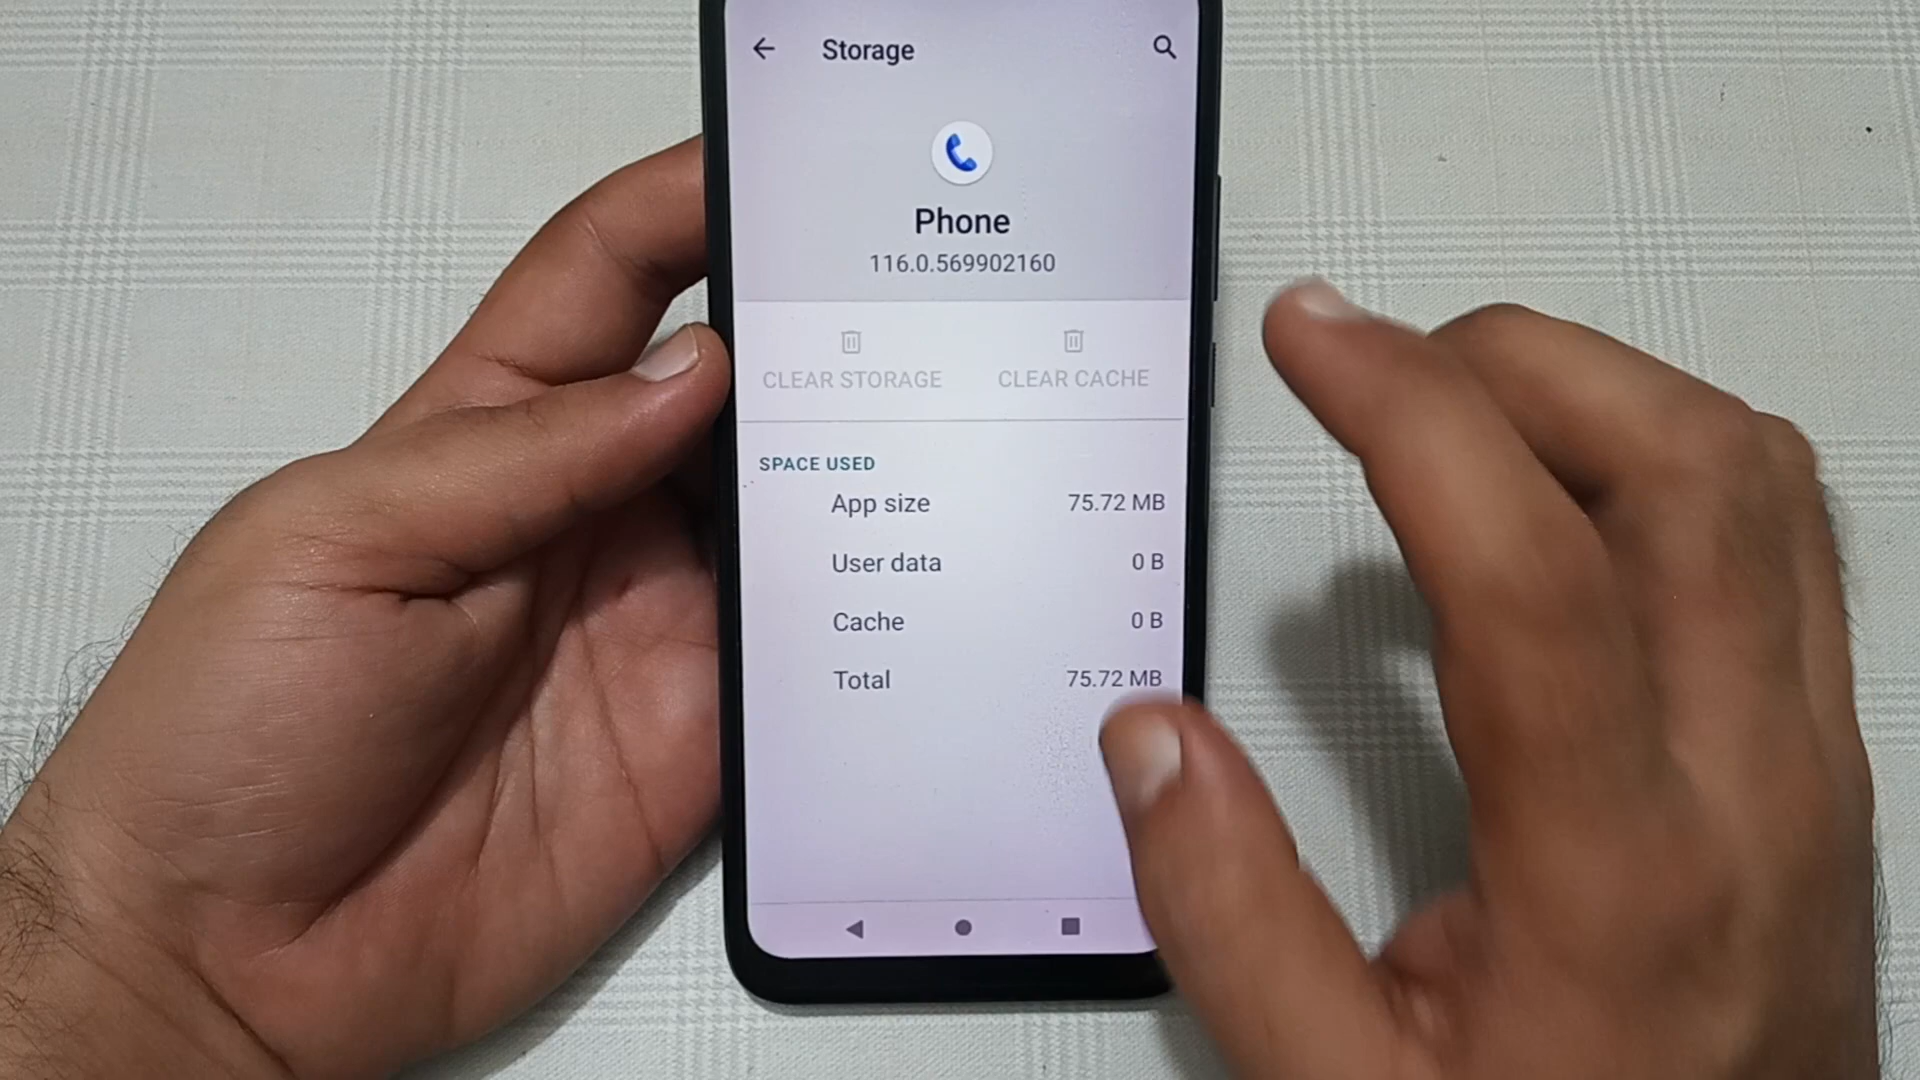 Storage
Phone
116.0.569902160
CLEAR STORAGE CLEAR CACHE
SPACE USED
App size 75.72 MB
User data 0 B
Cache 0 B
Total 75.72 MB